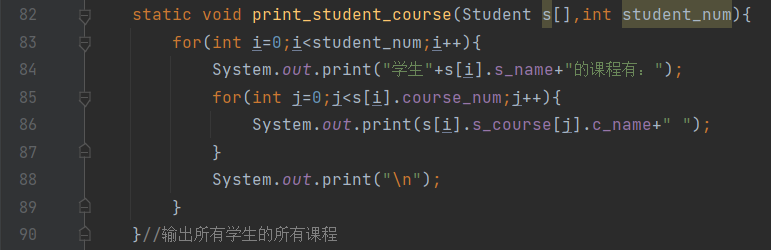 82 static void print_student_course(Student s[],int student_num){
83 for(int i=0;i<student_num;i++){
84 System.out.print("学生"+s[i].s_name+"的课程有：");
85 for(int j=0;j<s[i].course_num;j++){
86 System.out.print(s[i].s_course[j].c_name+" ");
87 }
88 System.out.print("\n");
89 }
90 }//输出所有学生的所有课程